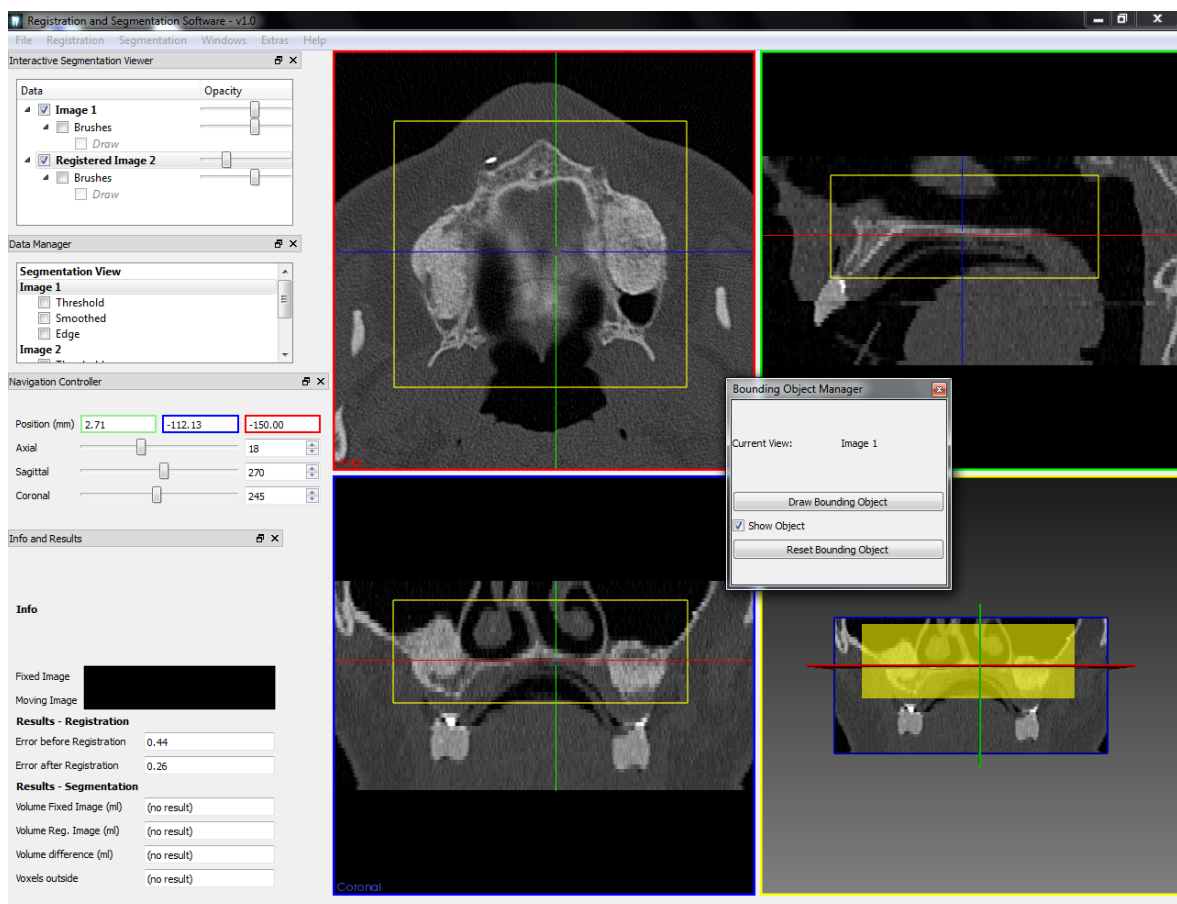 Registration and Segmentation Software - v1.0
File Registration Segmentation Windows Extras Help
Interactive Segmentation Viewer
Data Opacity
Image 1
Brushes
Draw
Registered Image 2
Brushes
Draw
Data Manager
Segmentation View
Image 1
Threshold
Smoothed
Edge
Image 2
Navigation Controller
Position (mm) 2.71 -112.13 -150.00
Axial 18
Sagittal 270
Coronal 245
Info and Results
Info
Fixed Image
Moving Image
Results - Registration
Error before Registration 0.44
Error after Registration 0.26
Results - Segmentation
Volume Fixed Image (ml) (no result)
Volume Reg. Image (ml) (no result)
Volume difference (ml) (no result)
Voxels outside (no result)
Axial
Bounding Object Manager
Current View: Image 1
Draw Bounding Object
Show Object
Reset Bounding Object
Coronal